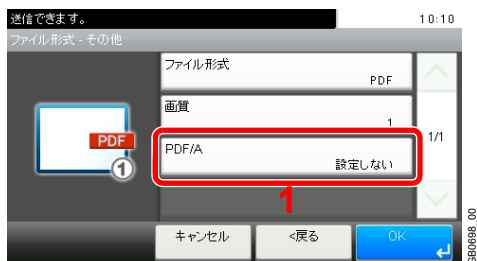 送信できます。
10:10
ファイル形式 - その他
ファイル形式
PDF
画質
1
PDF/A
設定しない
1/1
PDF
1
1
キャンセル
<戻る
OK
GB0698_00